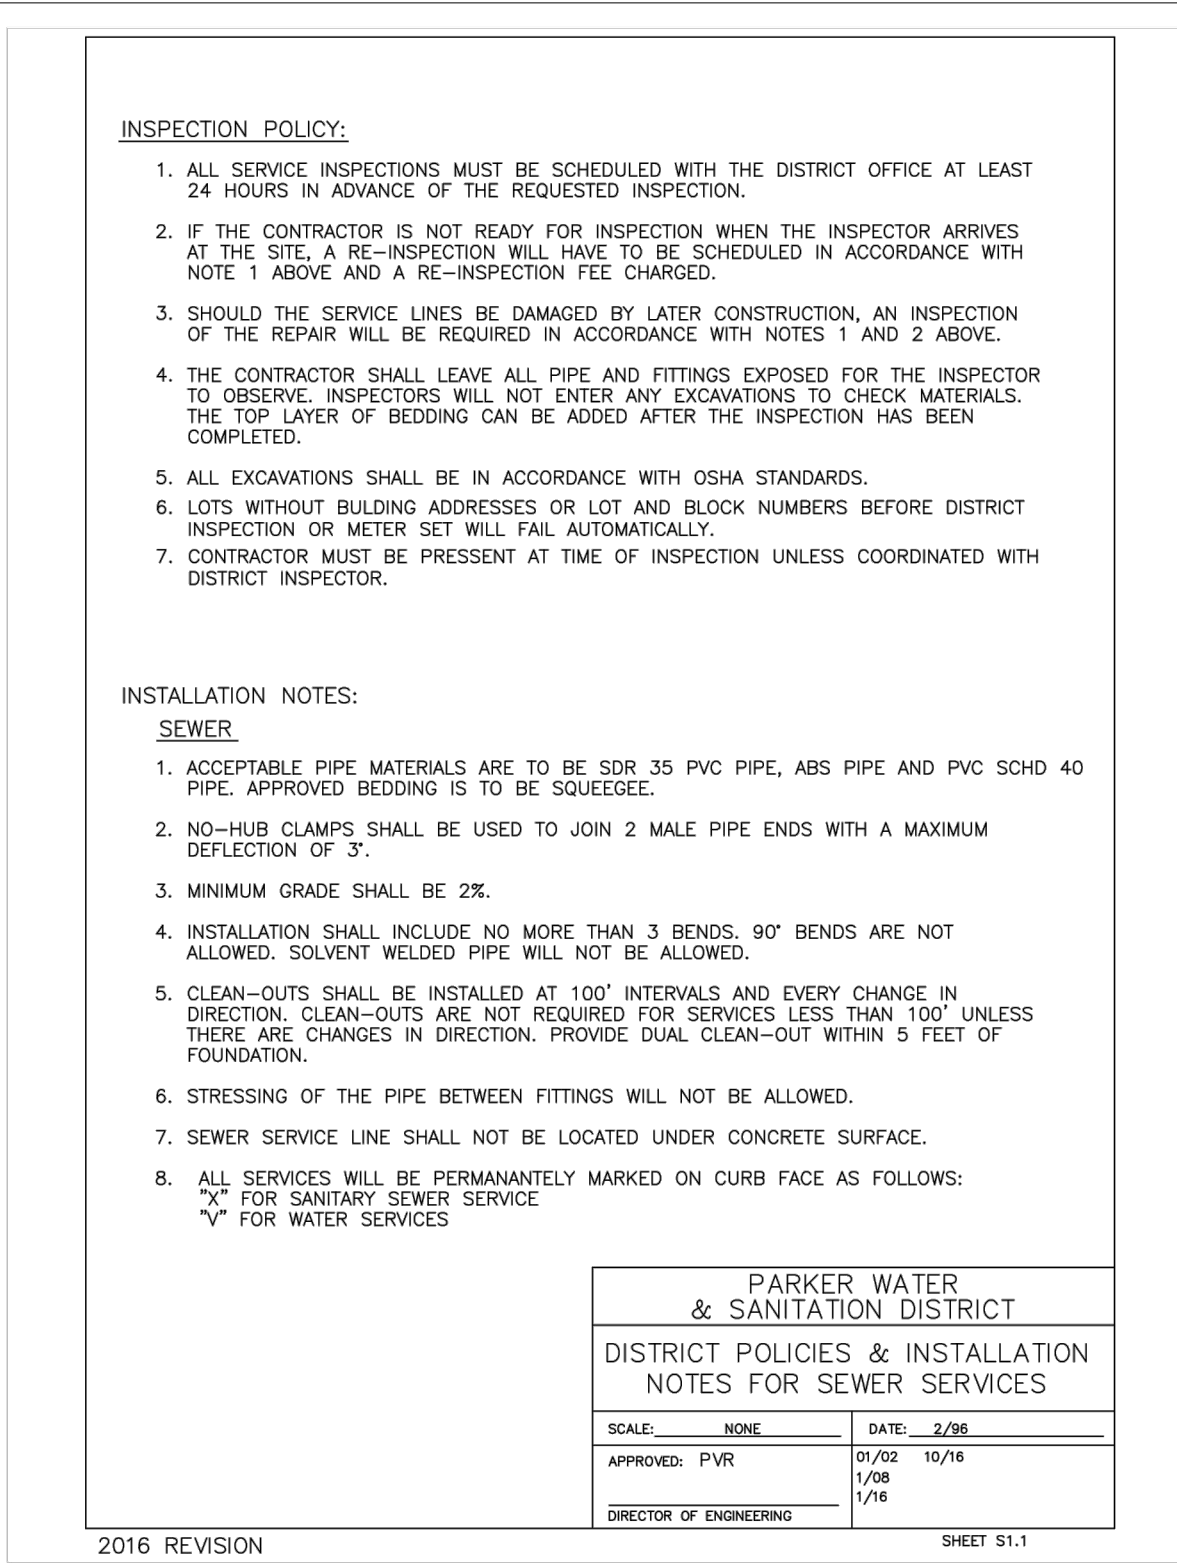 INSPECTION POLICY:
1. ALL SERVICE INSPECTIONS MUST BE SCHEDULED WITH THE DISTRICT OFFICE AT LEAST
24 HOURS IN ADVANCE OF THE REQUESTED INSPECTION.
2. IF THE CONTRACTOR IS NOT READY FOR INSPECTION WHEN THE INSPECTOR ARRIVES
AT THE SITE, A RE-INSPECTION WILL HAVE TO BE SCHEDULED IN ACCORDANCE WITH
NOTE 1 ABOVE AND A RE-INSPECTION FEE CHARGED.
3. SHOULD THE SERVICE LINES BE DAMAGED BY LATER CONSTRUCTION, AN INSPECTION
OF THE REPAIR WILL BE REQUIRED IN ACCORDANCE WITH NOTES 1 AND 2 ABOVE.
4. THE CONTRACTOR SHALL LEAVE ALL PIPE AND FITTINGS EXPOSED FOR THE INSPECTOR
TO OBSERVE. INSPECTORS WILL NOT ENTER ANY EXCAVATIONS TO CHECK MATERIALS.
THE TOP LAYER OF BEDDING CAN BE ADDED AFTER THE INSPECTION HAS BEEN
COMPLETED.
5. ALL EXCAVATIONS SHALL BE IN ACCORDANCE WITH OSHA STANDARDS.
6. LOTS WITHOUT BULDING ADDRESSES OR LOT AND BLOCK NUMBERS BEFORE DISTRICT
INSPECTION OR METER SET WILL FAIL AUTOMATICALLY.
7. CONTRACTOR MUST BE PRESSENT AT TIME OF INSPECTION UNLESS COORDINATED WITH
DISTRICT INSPECTOR.
INSTALLATION NOTES:
SEWER
1. ACCEPTABLE PIPE MATERIALS ARE TO BE SDR 35 PVC PIPE, ABS PIPE AND PVC SCHD 40
PIPE. APPROVED BEDDING IS TO BE SQUEEGEE.
2. NO-HUB CLAMPS SHALL BE USED TO JOIN 2 MALE PIPE ENDS WITH A MAXIMUM
DEFLECTION OF 3°.
3. MINIMUM GRADE SHALL BE 2%.
4. INSTALLATION SHALL INCLUDE NO MORE THAN 3 BENDS. 90° BENDS ARE NOT
ALLOWED. SOLVENT WELDED PIPE WILL NOT BE ALLOWED.
5. CLEAN-OUTS SHALL BE INSTALLED AT 100' INTERVALS AND EVERY CHANGE IN
DIRECTION. CLEAN-OUTS ARE NOT REQUIRED FOR SERVICES LESS THAN 100' UNLESS
THERE ARE CHANGES IN DIRECTION. PROVIDE DUAL CLEAN-OUT WITHIN 5 FEET OF
FOUNDATION.
6. STRESSING OF THE PIPE BETWEEN FITTINGS WILL NOT BE ALLOWED.
7. SEWER SERVICE LINE SHALL NOT BE LOCATED UNDER CONCRETE SURFACE.
8. ALL SERVICES WILL BE PERMANANTELY MARKED ON CURB FACE AS FOLLOWS:
"X" FOR SANITARY SEWER SERVICE
"V" FOR WATER SERVICES
PARKER WATER
& SANITATION DISTRICT
DISTRICT POLICIES & INSTALLATION
NOTES FOR SEWER SERVICES
SCALE: NONE
DATE: 2/96
APPROVED: PVR
DIRECTOR OF ENGINEERING
01/02 10/16
1/08
1/16
2016 REVISION
SHEET S1.1